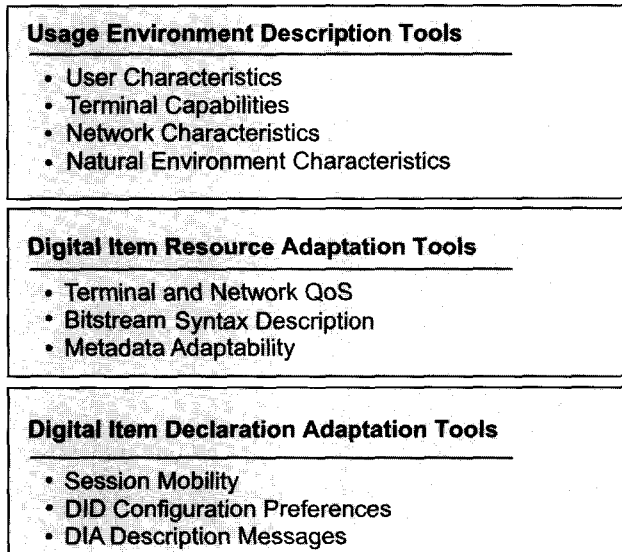 Usage Environment Description Tools
• User Characteristics
• Terminal Capabilities
• Network Characteristics
• Natural Environment Characteristics
Digital Item Resource Adaptation Tools
• Terminal and Network QoS
• Bitstream Syntax Description
• Metadata Adaptability
Digital Item Declaration Adaptation Tools
• Session Mobility
• DID Configuration Preferences
• DIA Description Messages